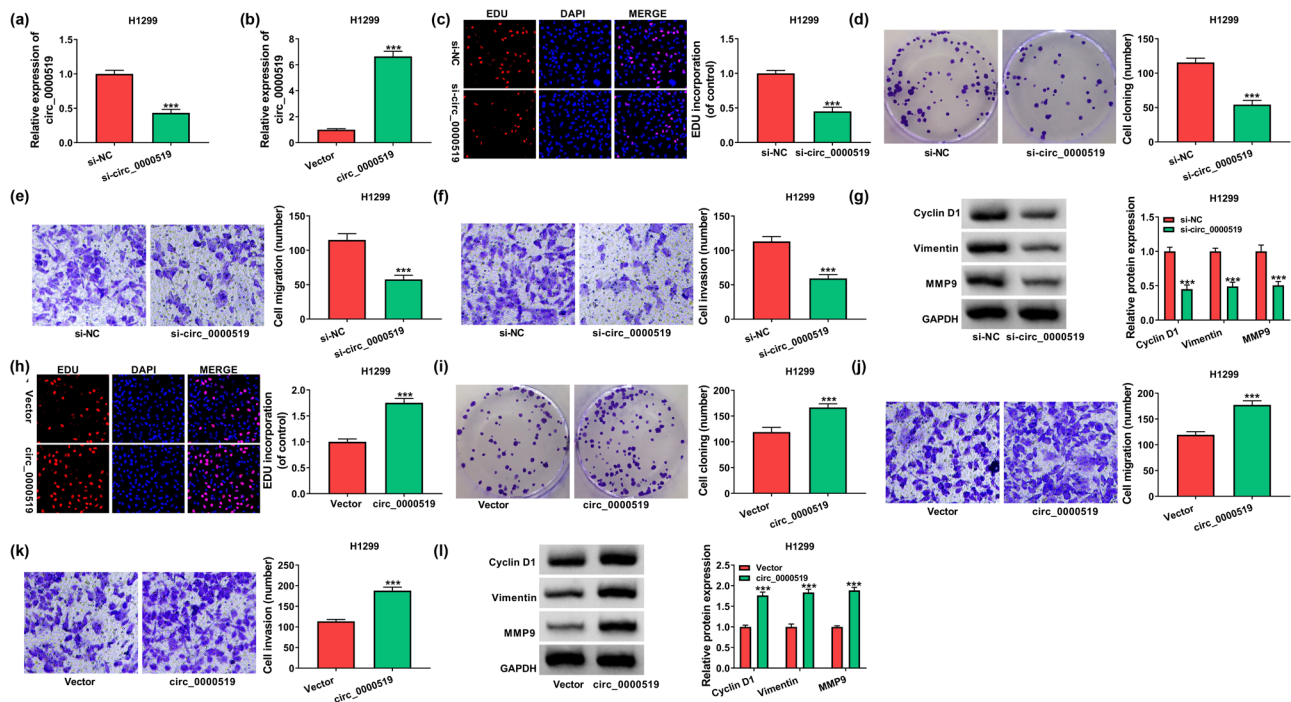 (a)
H1299
Relative expression of
circ_0000519
1.5
1.0
0.5
0.0
***
si-NC
si-circ_0000519
(b)
H1299
Relative expression of
circ_0000519
8
6
4
2
0
***
Vector
circ_0000519
(c)
EDU DAPI MERGE
si-NC
si-circ_0000519
H1299
EDU incorporation
(of control)
1.5
1.0
0.5
0.0
***
si-NC si-circ_0000519
(d)
si-NC si-circ_0000519
H1299
Cell cloning (number)
150
100
50
0
***
si-NC
si-circ_0000519
(e)
si-NC si-circ_0000519
H1299
Cell migration (number)
150
100
50
0
***
si-NC
si-circ_0000519
(f)
si-NC si-circ_0000519
H1299
Cell invasion (number)
150
100
50
0
***
si-NC
si-circ_0000519
(g)
Cyclin D1
Vimentin
MMP9
GAPDH
si-NC si-circ_0000519
H1299
si-NC
si-circ_0000519
Relative protein expression
1.5
1.0
0.5
0.0
*** *** ***
Cyclin D1 Vimentin MMP9
(h)
EDU DAPI MERGE
Vector
circ_0000519
H1299
EDU incorporation
(of control)
2.0
1.5
1.0
0.5
0.0
***
Vector circ_0000519
(i)
Vector circ_0000519
H1299
Cell cloning (number)
200
150
100
50
0
***
Vector
circ_0000519
(j)
Vector circ_0000519
H1299
Cell migration (number)
200
150
100
50
0
***
Vector
circ_0000519
(k)
Vector circ_0000519
H1299
Cell invasion (number)
250
200
150
100
50
0
***
Vector
circ_0000519
(l)
Cyclin D1
Vimentin
MMP9
GAPDH
Vector circ_0000519
H1299
Vector
circ_0000519
Relative protein expression
2.5
2.0
1.5
1.0
0.5
0.0
*** *** ***
Cyclin D1 Vimentin MMP9